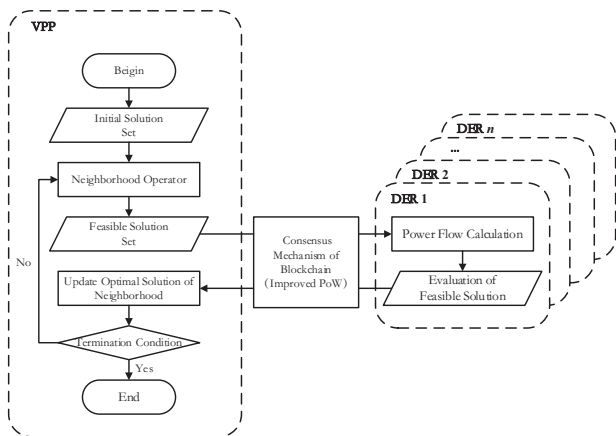 VPP
Beigin
Initial Solution
Set
Neighborhood Operator
Feasible Solution
Set
No
Update Optimal Solution of
Neighborhood
Termination Condition
Yes
End
Consensus
Mechanism of
Blockchain
(Improved PoW)
DER n
...
DER 2
DER 1
Power Flow Calculation
Evaluation of
Feasible Solution